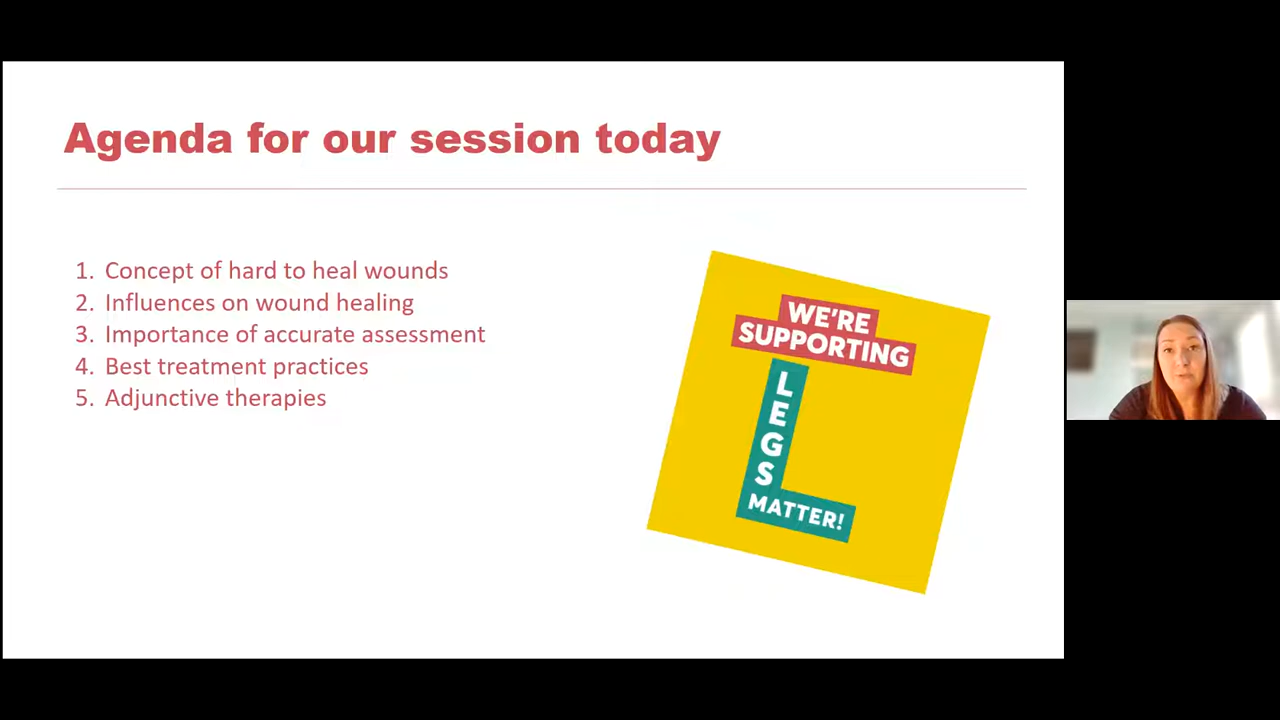 Agenda for our session today
1. Concept of hard to heal wounds
2. Influences on wound healing
3. Importance of accurate assessment
4. Best treatment practices
5. Adjunctive therapies
WE'RE
SUPPORTING
LEGS
MATTER!